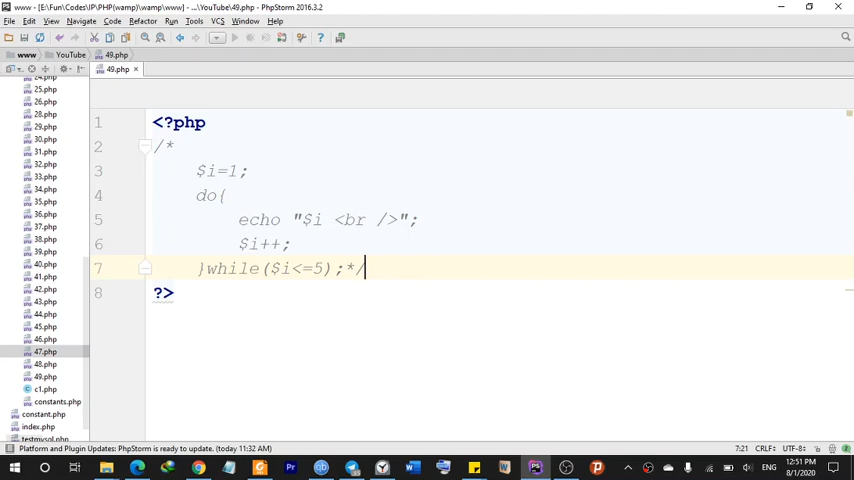 www - [E:\Fun\Codes\IP\PHP(wamp)\wamp\www] - ...\YouTube\49.php - PhpStorm 2016.3.2
File Edit View Navigate Code Refactor Run Tools VCS Window Help
www YouTube 49.php
49.php
24.php
25.php
26.php
28.php
29.php
30.php
31.php
32.php
33.php
34.php
35.php
36.php
37.php
38.php
39.php
40.php
41.php
42.php
43.php
44.php
45.php
46.php
47.php
48.php
49.php
c1.php
constants.php
constant.php
index.php
testmysql.php
1 <?php
2 /*
3 $i=1;
4 do{
5 echo "$i <br />";
6 $i++;
7 }while($i<=5);*/
8 ?>
Platform and Plugin Updates: PhpStorm is ready to update. (today 11:32 AM) 7:21 CRLF÷ UTF-8÷
ENG 12:51 PM
8/1/2020